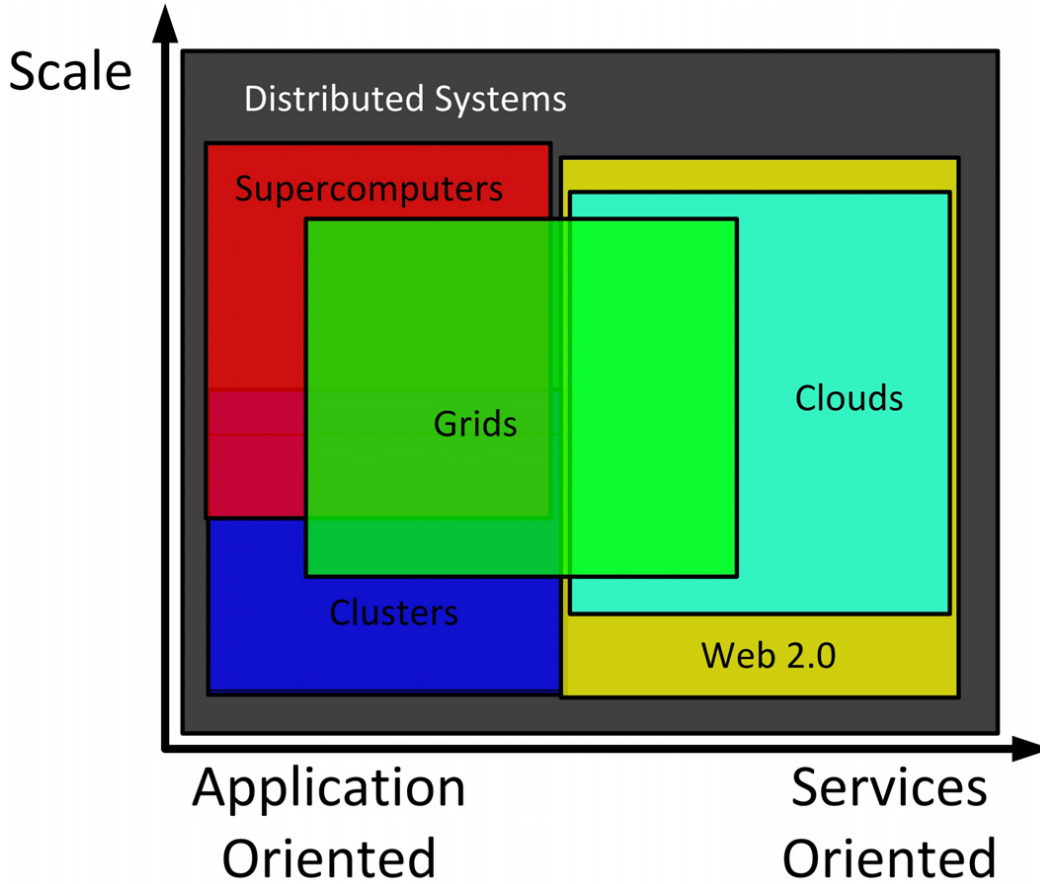 Scale
Distributed Systems
Supercomputers
Grids
Clouds
Clusters
Web 2.0
Application
Oriented
Services
Oriented